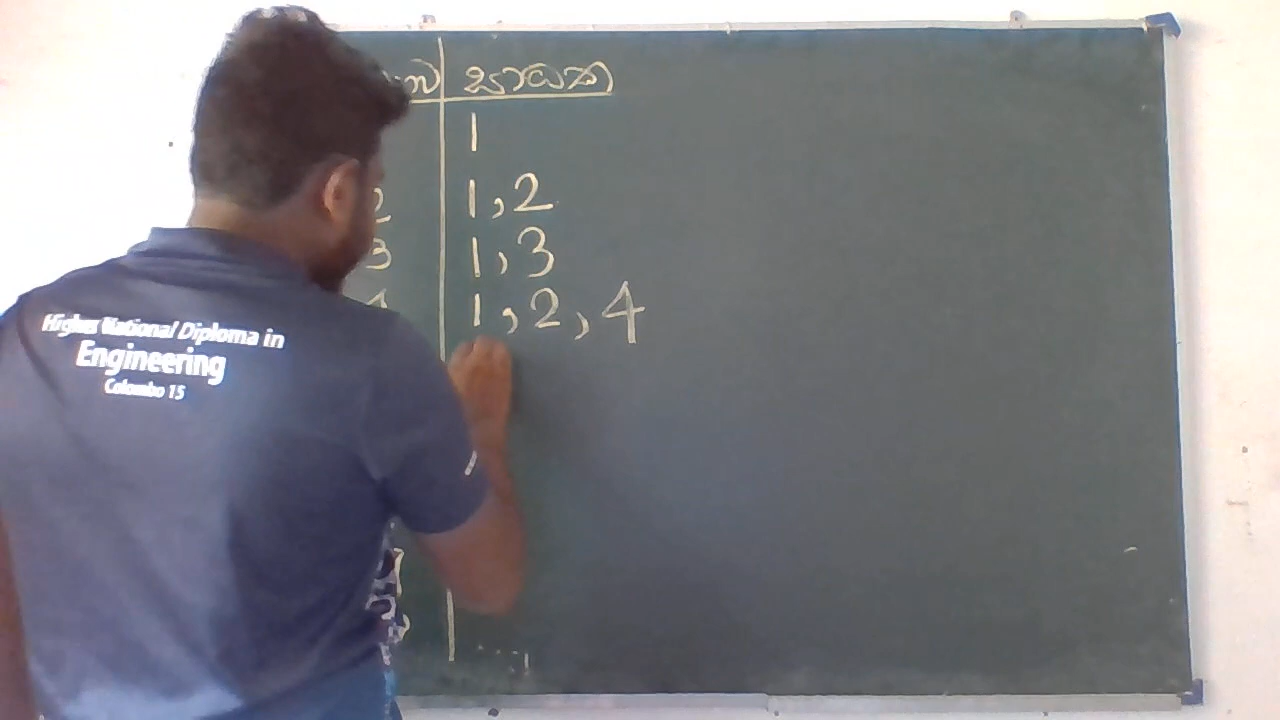 සාධක
1
2 1,2
3 1,3
4 1,2,4
Higher National Diploma in
Engineering
Colombo 15